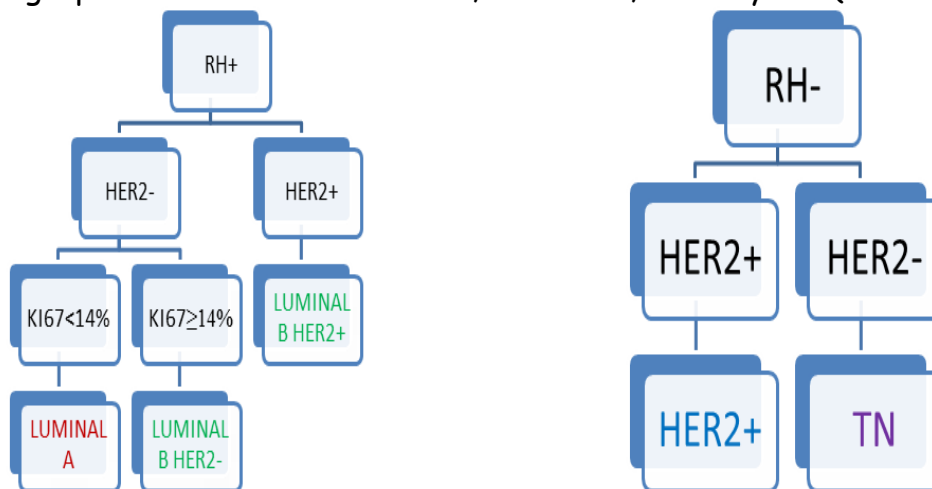 RH+
RH-
HER2-
HER2+
HER2+
HER2-
KI67<14%
KI67≥14%
LUMINAL
B HER2+
LUMINAL
A
LUMINAL
B HER2-
HER2+
TN